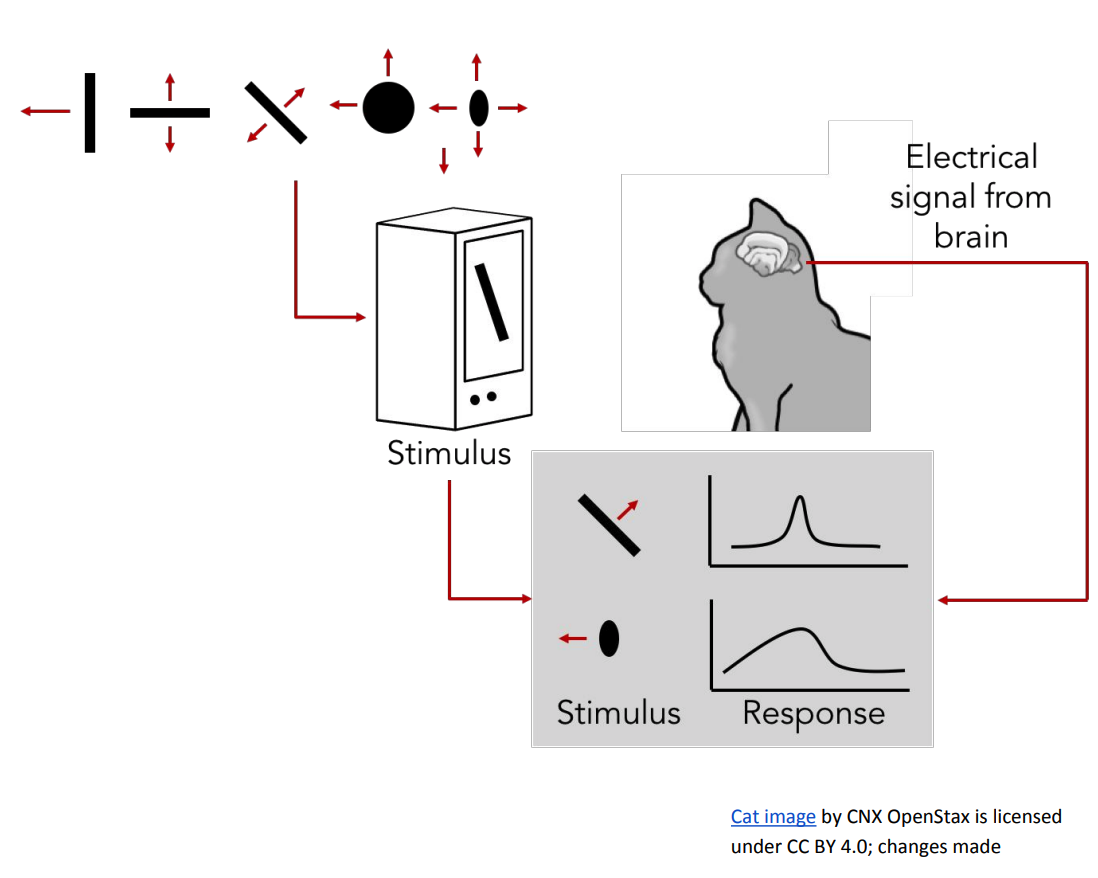 Electrical
signal from
brain
Stimulus
Stimulus
Response
Cat image by CNX OpenStax is licensed
under CC BY 4.0; changes made